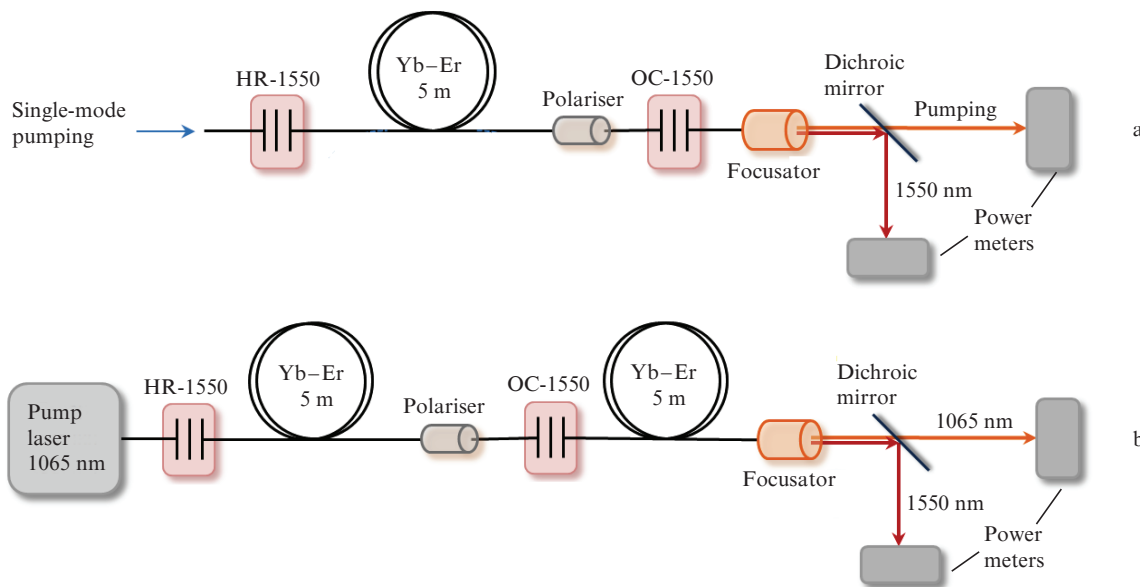 Single-mode
pumping
HR-1550
Yb–Er
5 m
Polariser
OC-1550
Focusator
Dichroic
mirror
Pumping
1550 nm
Power
meters
a
Pump
laser
1065 nm
HR-1550
Yb–Er
5 m
Polariser
OC-1550
Yb–Er
5 m
Focusator
Dichroic
mirror
1065 nm
1550 nm
Power
meters
b